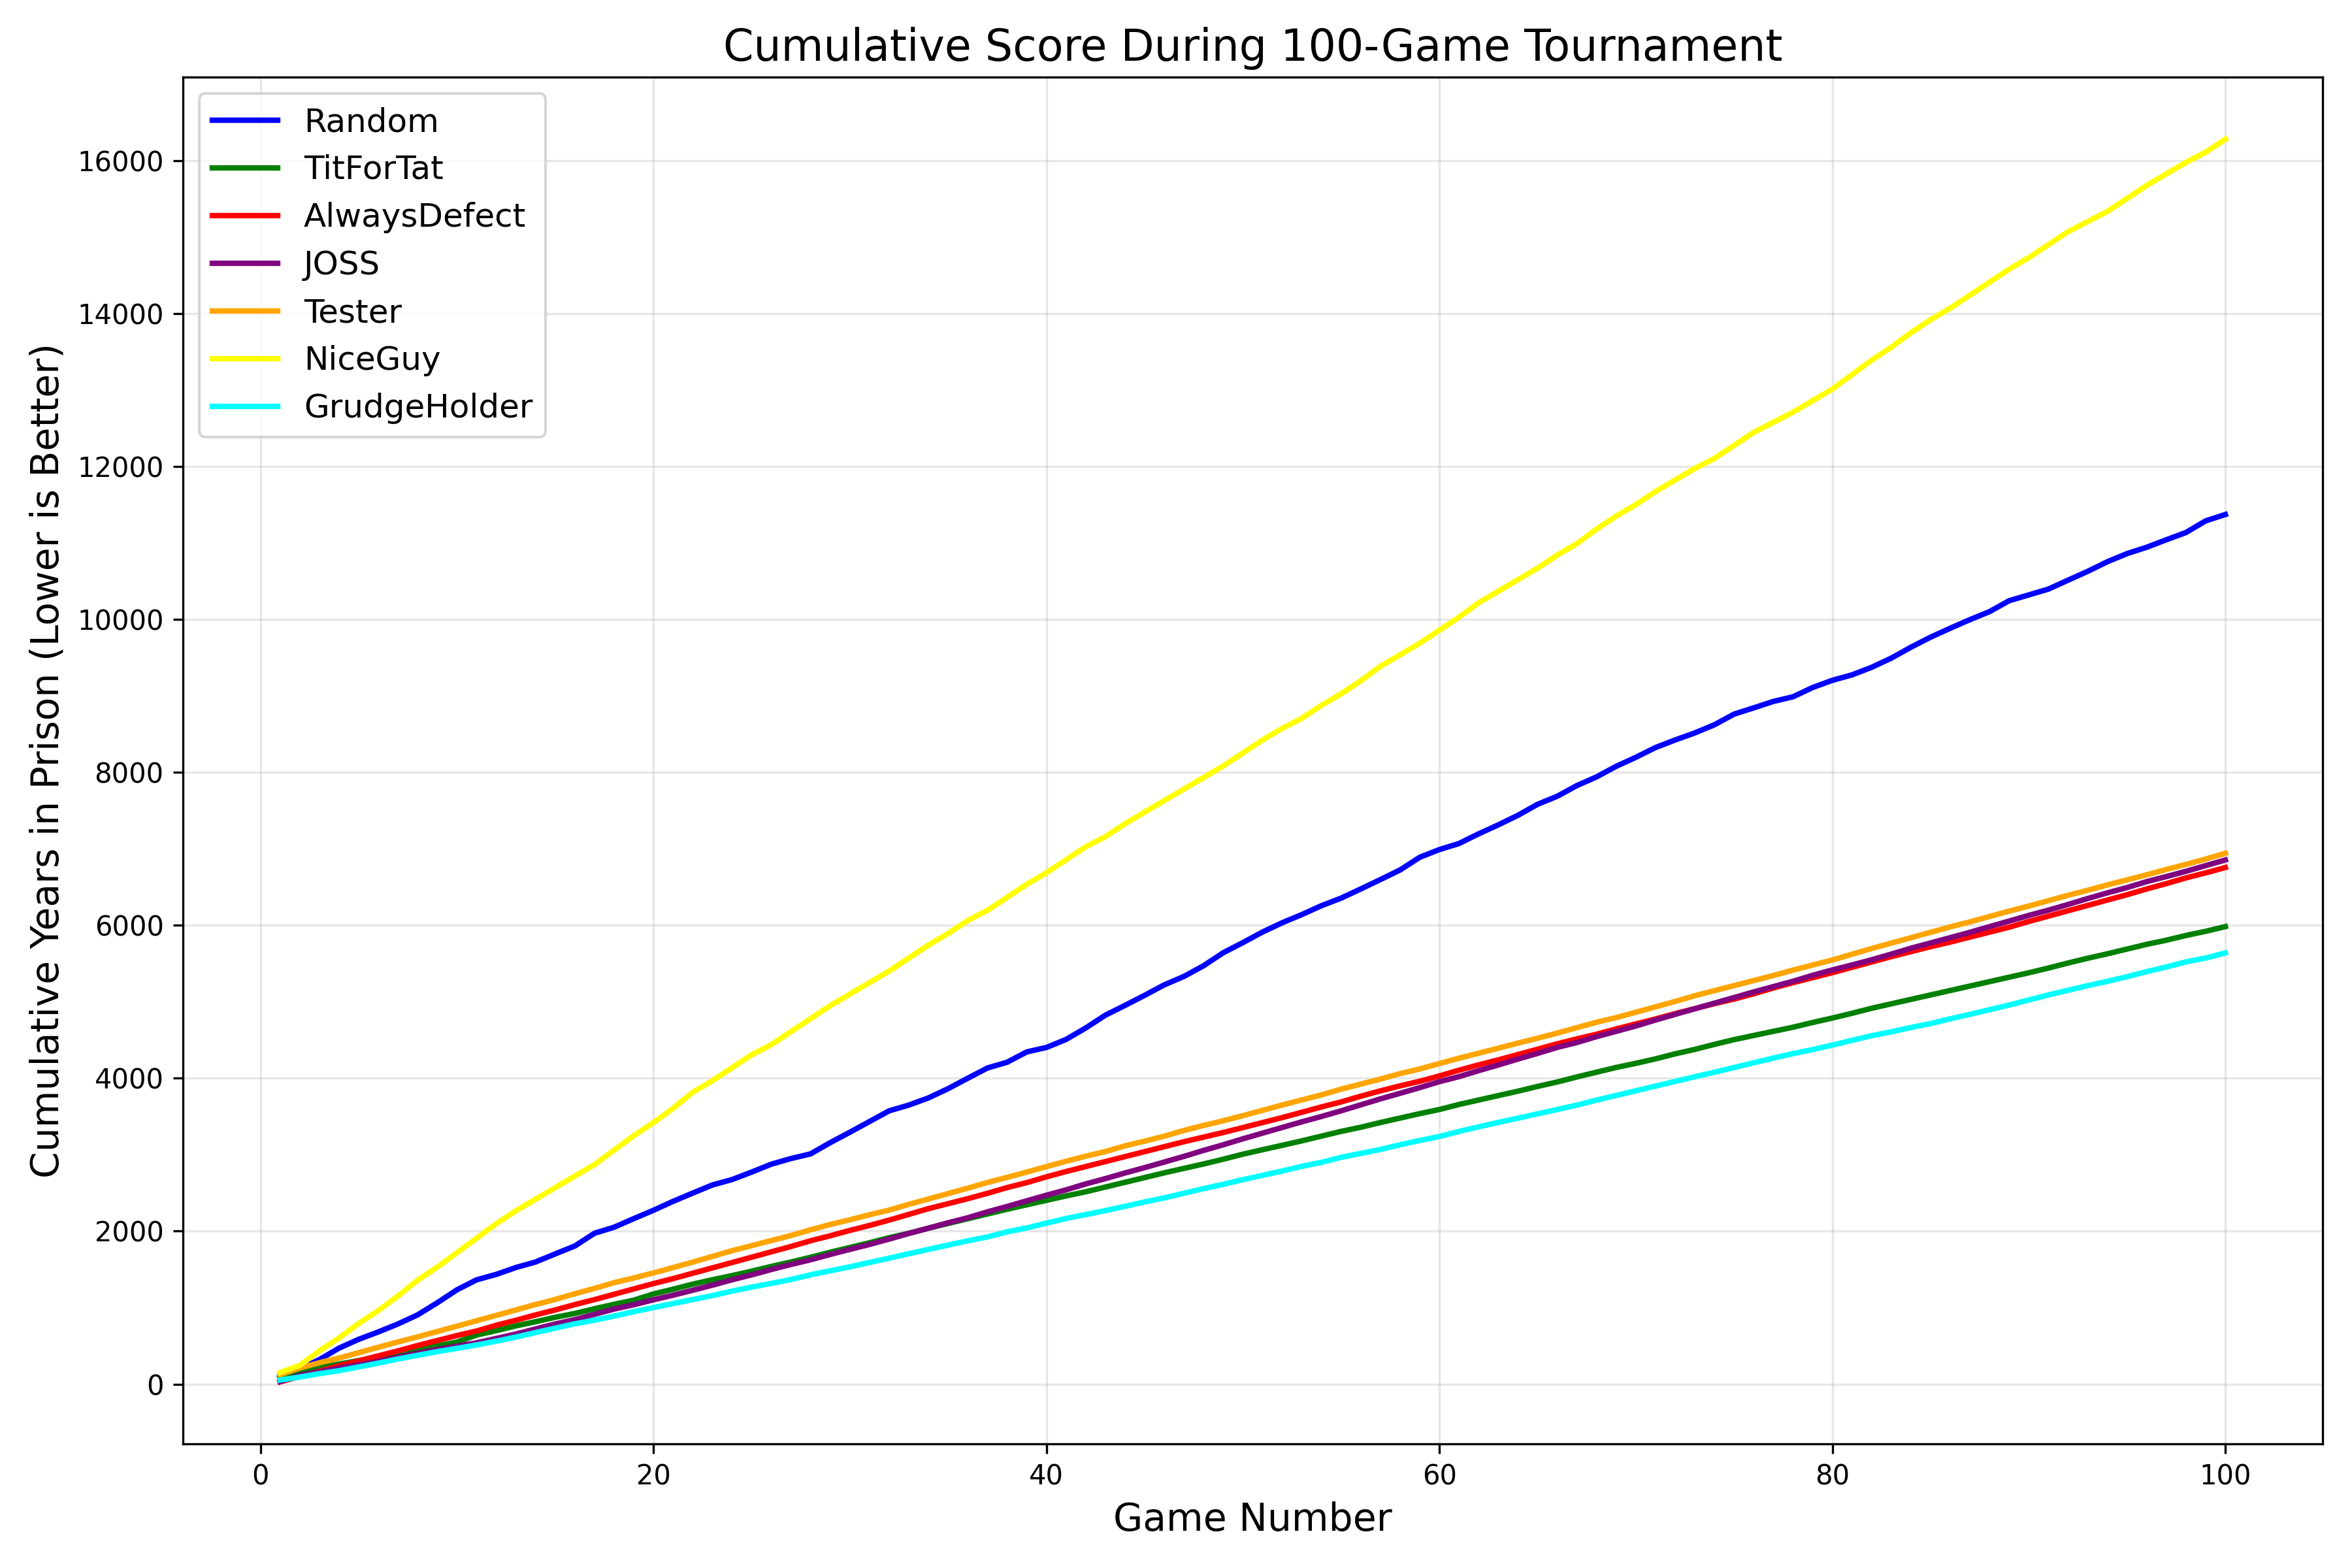 Cumulative Score During 100-Game Tournament
Random
TitForTat
AlwaysDefect
JOSS
Tester
NiceGuy
GrudgeHolder
Cumulative Years in Prison (Lower is Better)
16000
14000
12000
10000
8000
6000
4000
2000
0
0 20 40 60 80 100
Game Number